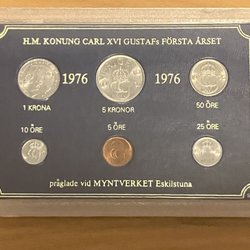 H.M. KONUNG CARL XVI GUSTAFs FÖRSTA ÅRSET
1976 1976
1 KRONA 5 KRONOR 50 ÖRE
10 ÖRE 5 ÖRE 25 ÖRE
präglade vid MYNTVERKET Eskilstuna